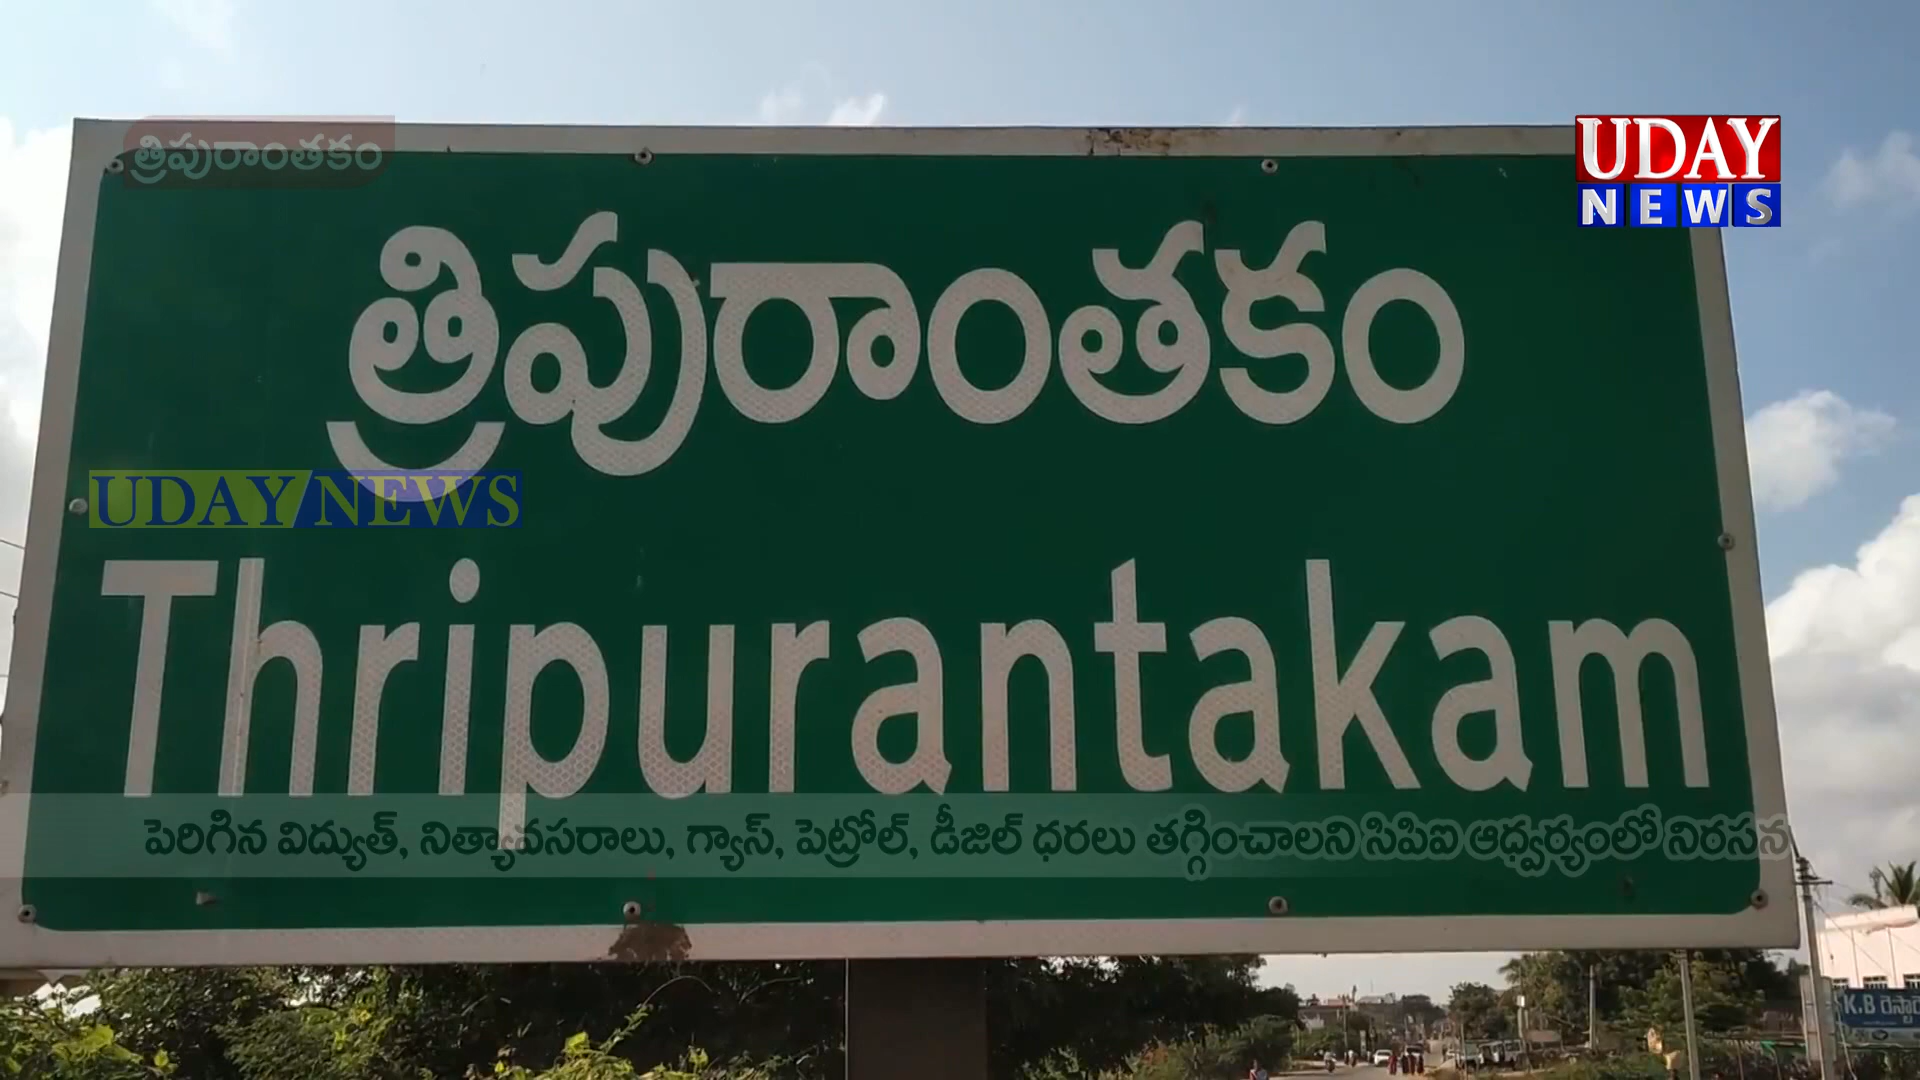 త్రిపురాంతకం
UDAY
NEWS
త్రిపురాంతకం
UDAY NEWS
Thripurantakam
పెరిగిన విద్యుత్, నిత్యావసరాలు, గ్యాస్, పెట్రోల్, డీజిల్ ధరలు తగ్గించాలని సిపిఐ ఆధ్వర్యంలో నిరసన
K.B